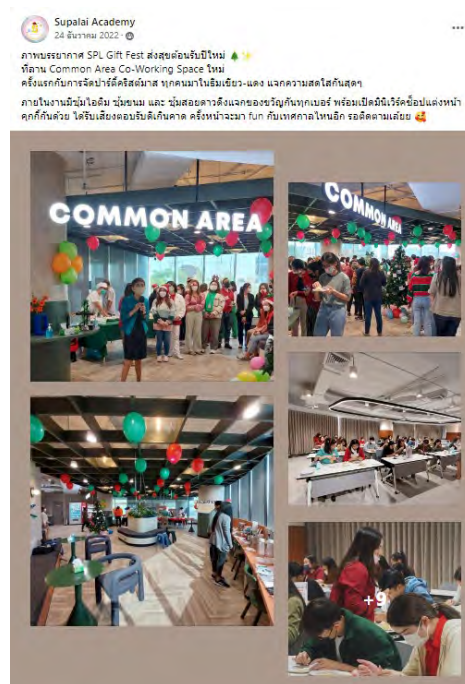 Supalai Academy
24 ธันวาคม 2022
ภาพบรรยากาศ SPL Gift Fest ส่งสุขต้อนรับปีใหม่
ที่ลาน Common Area Co-Working Space ใหม่
ครั้งแรกกับการจัดปาร์ตี้คริสต์มาส ทุกคนมาในธีมเขียว-แดง แจกความสดใสกันสุดๆ
ภายในงานมีซุ้มไอติม ซุ้มขนม และ ซุ้มสอยดาวดึงแจกของขวัญกันทุกเบอร์ พร้อมเปิดมินิเวิร์คช็อปแต่งหน้า
คุกกี้กันด้วย ได้รับเสียงตอบรับดีเกินคาด ครั้งหน้าจะมา fun กับเทศกาลไหนอีก รอติดตามเล้ยย
COMMON AREA
COMMON AREA
+9